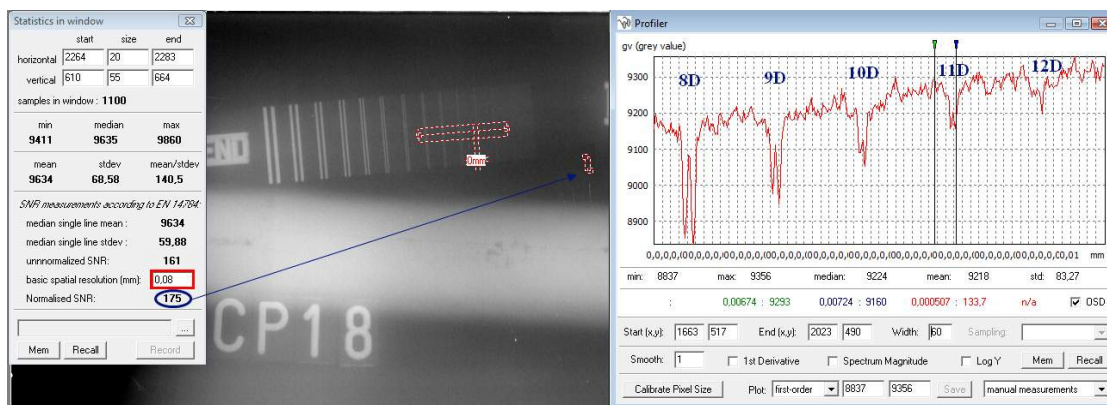 Statistics in window
start size end
horizontal 2264 20 2283
vertical 610 55 664
samples in window : 1100
min median max
9411 9635 9860
mean stdev mean/stdev
9634 68,58 140,5
SNR measurements according to EN 14784:
median single line mean : 9634
median single line stdev : 59,88
unnnormalized SNR: 161
basic spatial resolution (mm): 0,08
Normalised SNR: 175
...
Mem Recall Record
END
0mm
CP18
Profiler
gv (grey value)
8D 9D 10D 11D 12D
9300
9200
9100
9000
8900
mm
min: 8837 max: 9356 median: 9224 mean: 9218 std: 83,27
: 0,00674 : 9293 0,00724 : 9160 0,000507 : 133,7 n/a OSD
Start (x,y): 1663 517 End (x,y): 2023 490 Width: 60 Sampling:
Smooth: 1 1st Derivative Spectrum Magnitude Log Y Mem Recall
Calibrate Pixel Size Plot: first-order 8837 9356 Save manual measurements